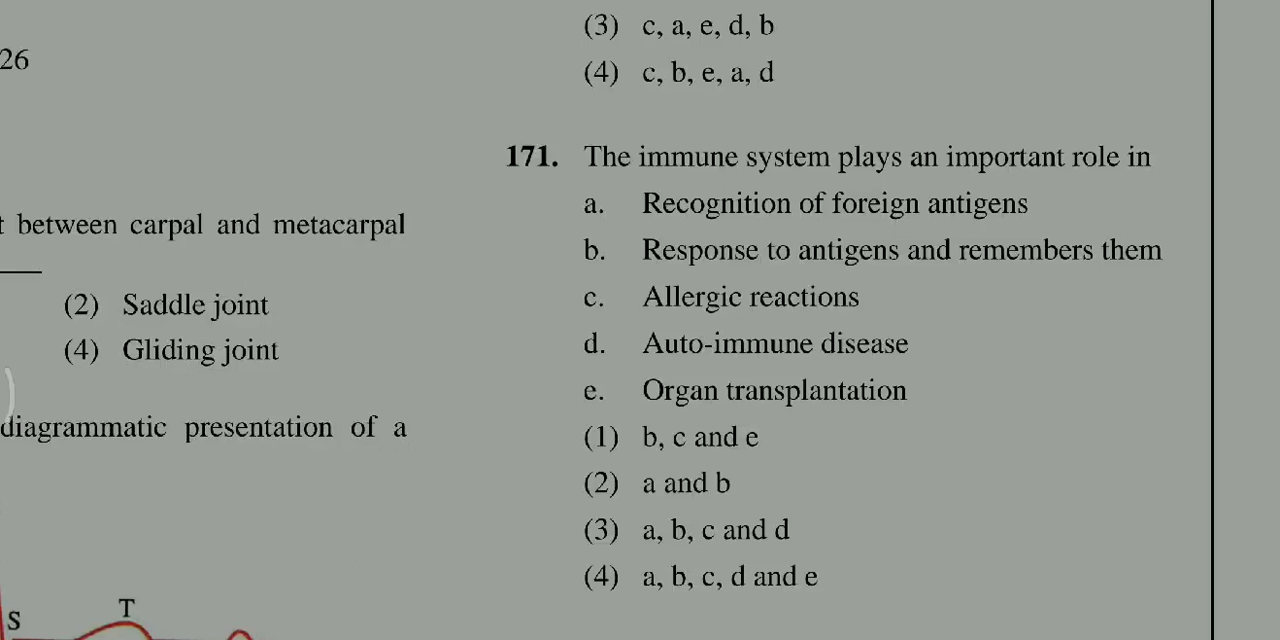 26
t between carpal and metacarpal
(2) Saddle joint
(4) Gliding joint
diagrammatic presentation of a
S
T
(3) c, a, e, d, b
(4) c, b, e, a, d
171. The immune system plays an important role in
a. Recognition of foreign antigens
b. Response to antigens and remembers them
c. Allergic reactions
d. Auto-immune disease
e. Organ transplantation
(1) b, c and e
(2) a and b
(3) a, b, c and d
(4) a, b, c, d and e